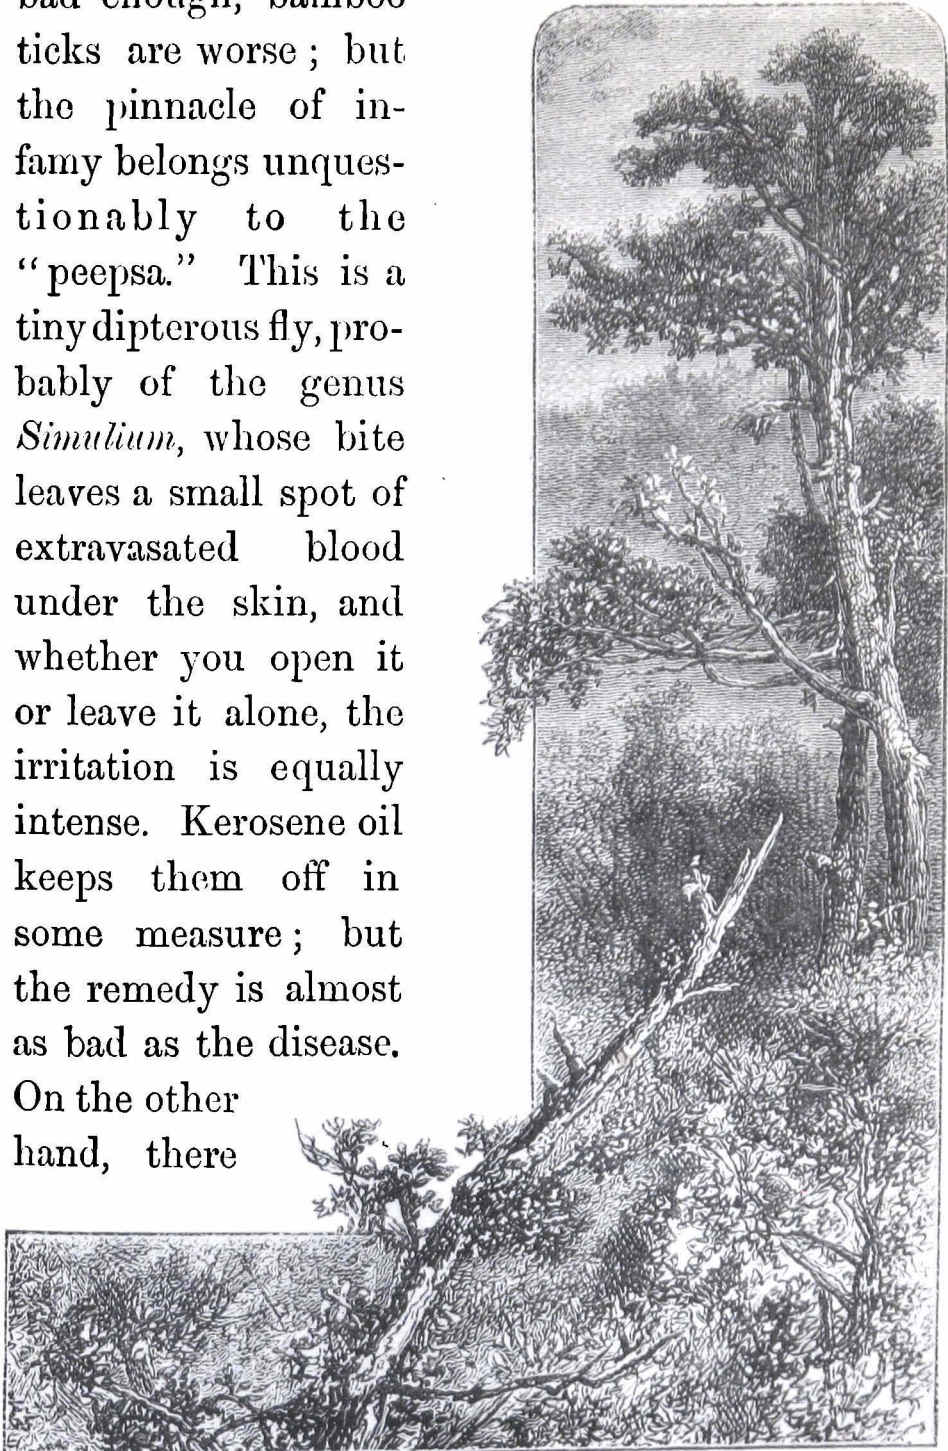 bad enough, bamboo
ticks are worse ; but
the pinnacle of in-
famy belongs unques-
tionably to the
“peepsa.” This is a
tiny dipterous fly, pro-
bably of the genus
Simulium, whose bite
leaves a small spot of
extravasated blood
under the skin, and
whether you open it
or leave it alone, the
irritation is equally
intense. Kerosene oil
keeps them off in
some measure ; but
the remedy is almost
as bad as the disease.
On the other
hand, there